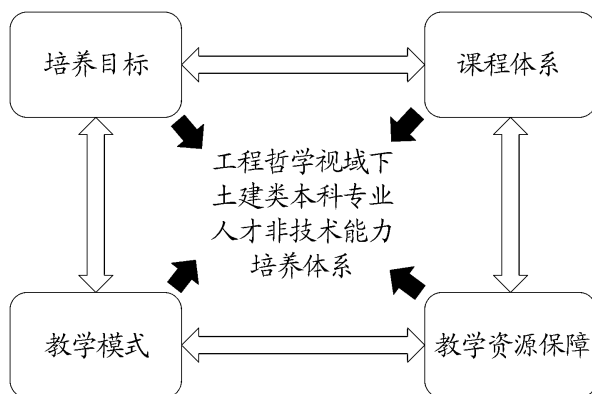 培养目标
课程体系
工程哲学视域下
土建类本科专业
人才非技术能力
培养体系
教学模式
教学资源保障